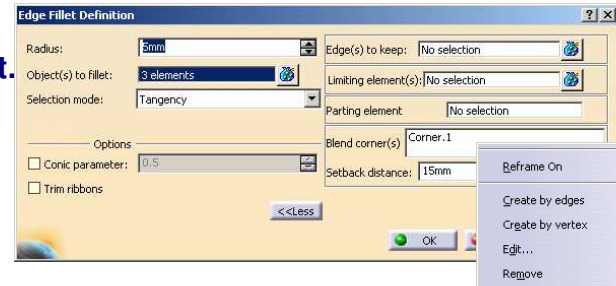 Edge Fillet Definition
t.
Radius: 5mm
Object(s) to fillet: 3 elements
Selection mode: Tangency
Options
Conic parameter: 0.5
Trim ribbons
<<Less
Edge(s) to keep: No selection
Limiting element(s): No selection
Parting element No selection
Blend corner(s) Corner.1
Setback distance: 15mm
OK
Reframe On
Create by edges
Create by vertex
Edit...
Remove